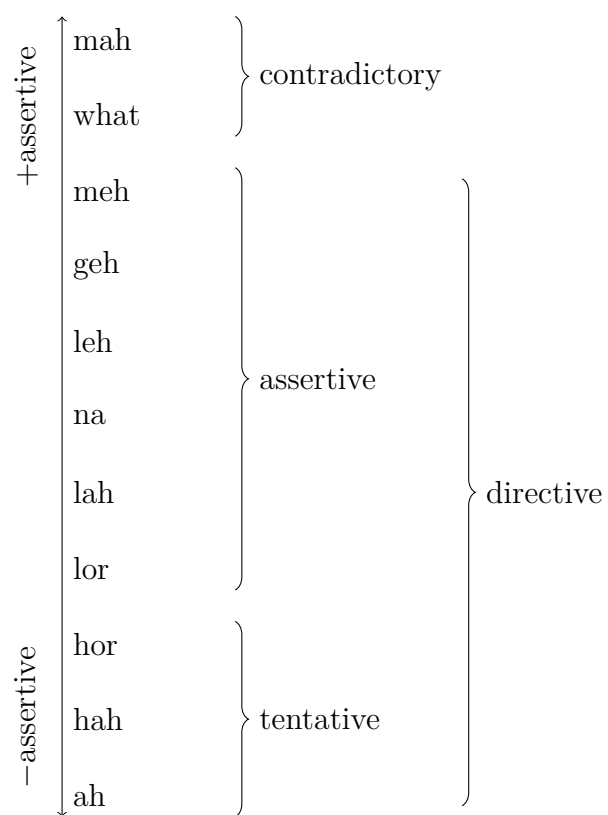 +assertive
−assertive
mah
what
meh
geh
leh
na
lah
lor
hor
hah
ah
contradictory
assertive
tentative
directive